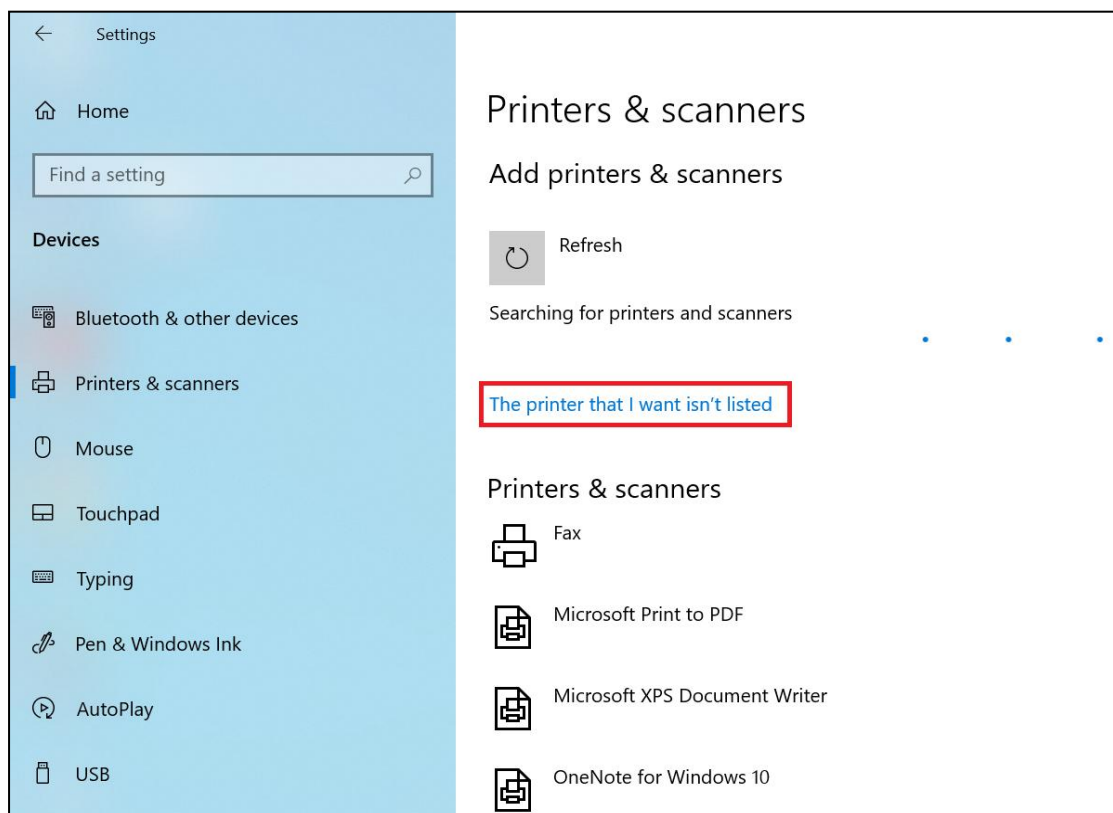 Settings
Home
Find a setting
Devices
Bluetooth & other devices
Printers & scanners
Mouse
Touchpad
Typing
Pen & Windows Ink
AutoPlay
USB
Printers & scanners
Add printers & scanners
Refresh
Searching for printers and scanners
The printer that I want isn't listed
Printers & scanners
Fax
Microsoft Print to PDF
Microsoft XPS Document Writer
OneNote for Windows 10